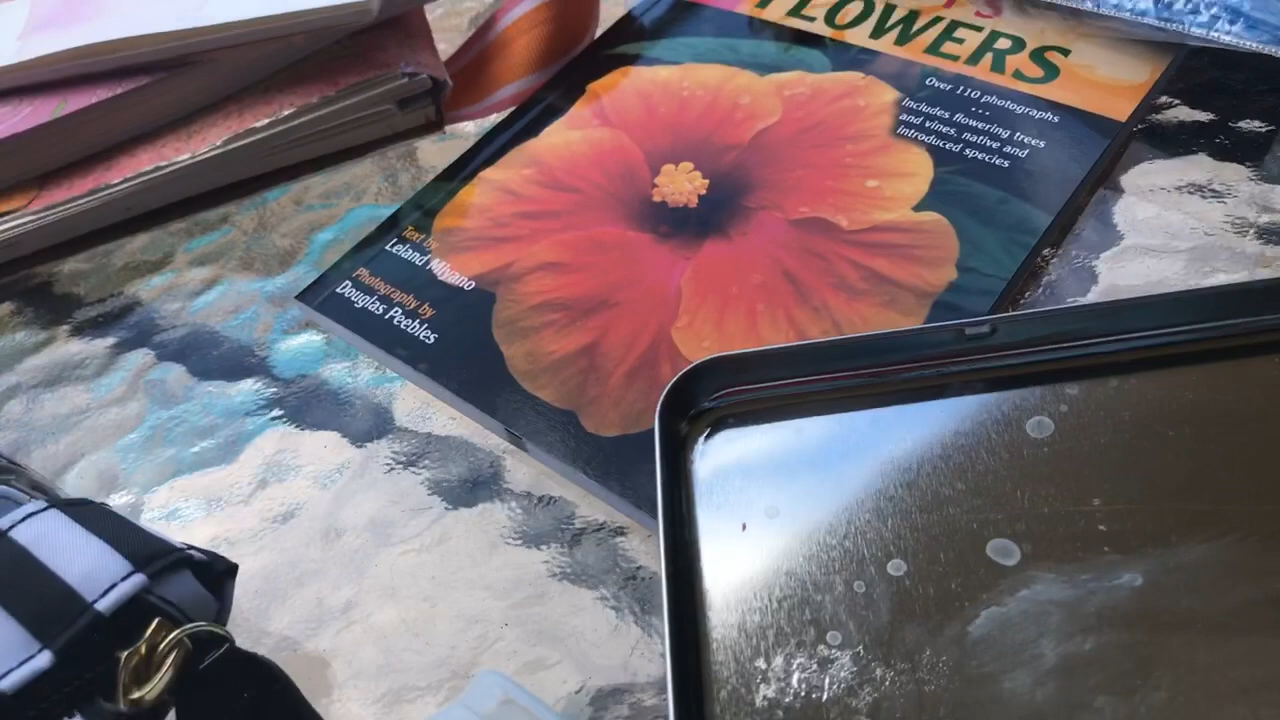 FLOWERS
Over 110 photographs
• • •
Includes flowering trees
and vines, native and
introduced species
Text by
Leland Miyano
Photography by
Douglas Peebles